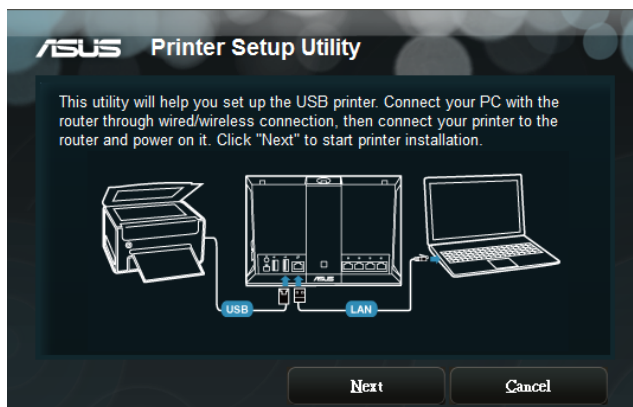 ASUS Printer Setup Utility
This utility will help you set up the USB printer. Connect your PC with the
router through wired/wireless connection, then connect your printer to the
router and power on it. Click "Next" to start printer installation.
ASUS
USB
LAN
Next
Cancel